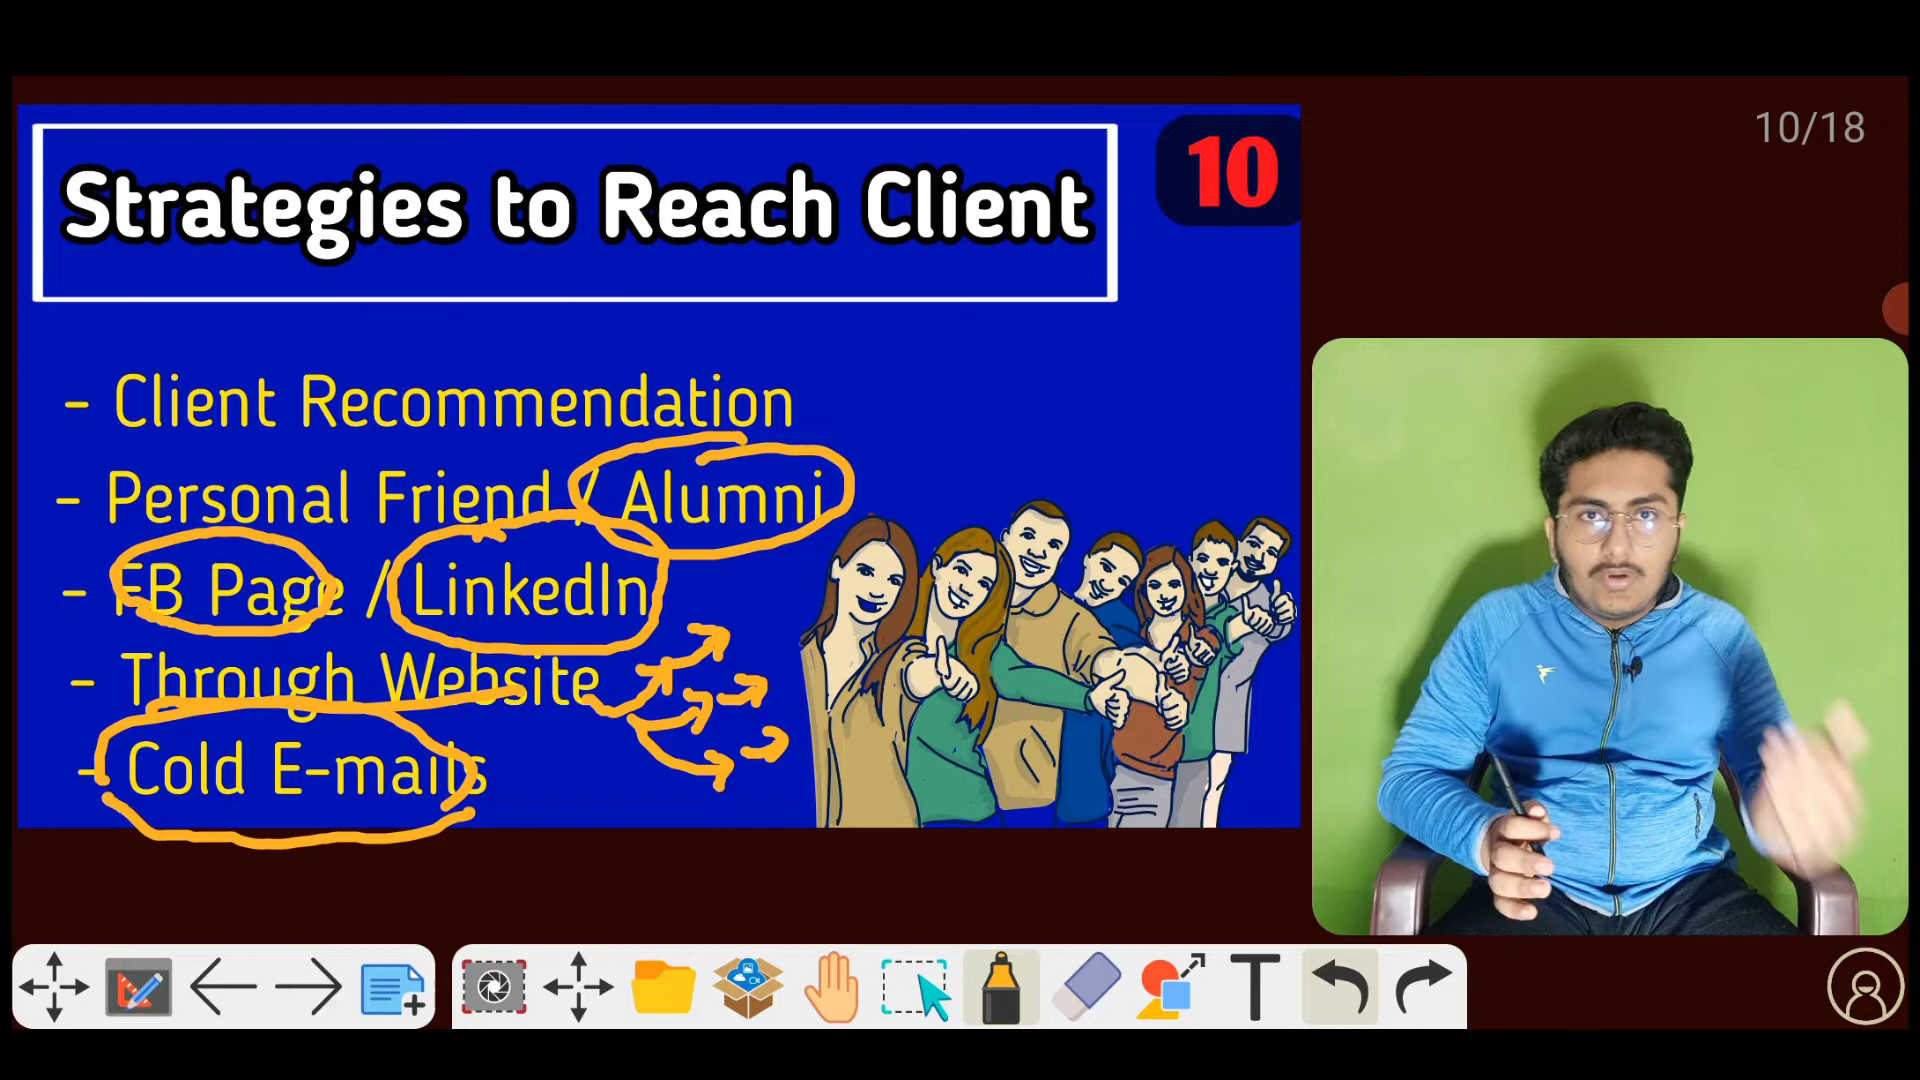 10/18
Strategies to Reach Client
10
- Client Recommendation
- Personal Friend / Alumni
- FB Page / LinkedIn
- Through Website
- Cold E-mails
T